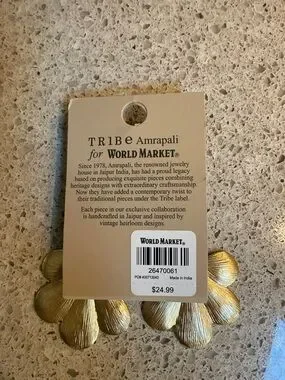 TRIBe Amrapali
for WORLD MARKET®
Since 1978, Amrapali, the renowned jewelry
house in Jaipur India, has had a proud legacy
based on producing exquisite pieces combining
heritage designs with extraordinary craftsmanship.
Now they have added a contemporary twist to
their traditional pieces under the Tribe label.
Each piece in our exclusive collaboration
is handcrafted in Jaipur and inspired by
vintage heirloom designs.
WORLD MARKET®
26470061
Made in India
$24.99